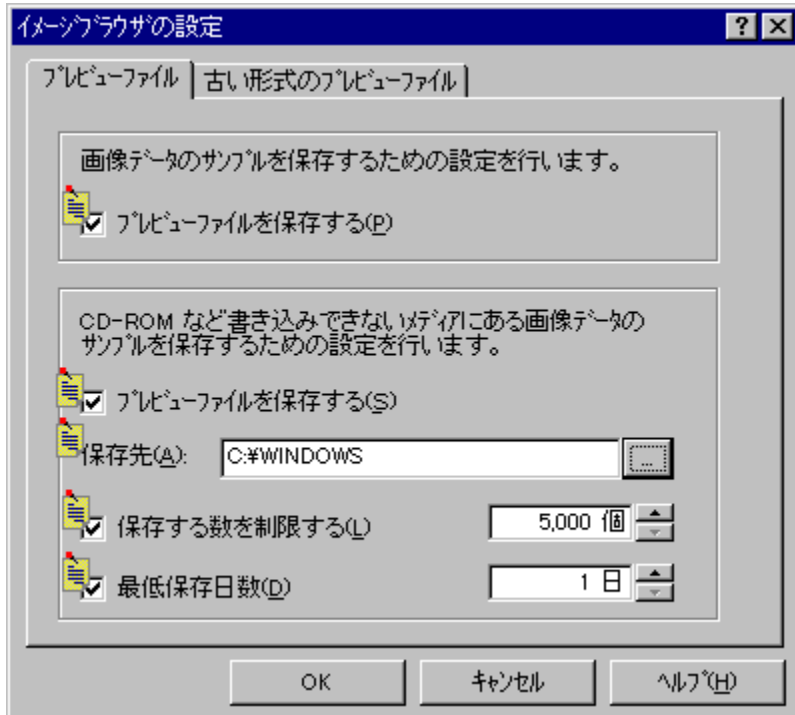 ｲﾒｰｼﾞﾌﾞﾗｳｻﾞの設定
ﾌﾟﾚﾋﾞｭｰﾌｧｲﾙ
古い形式のﾌﾟﾚﾋﾞｭｰﾌｧｲﾙ
画像ﾃﾞｰﾀのｻﾝﾌﾟﾙを保存するための設定を行います。
ﾌﾟﾚﾋﾞｭｰﾌｧｲﾙを保存する(P)
CD-ROM など書き込みできないﾒﾃﾞｨｱにある画像ﾃﾞｰﾀの
ｻﾝﾌﾟﾙを保存するための設定を行います。
ﾌﾟﾚﾋﾞｭｰﾌｧｲﾙを保存する(S)
保存先(A): C:¥WINDOWS ...
保存する数を制限する(L) 5,000 個
最低保存日数(D) 1 日
OK ｷｬﾝｾﾙ ﾍﾙﾌﾟ(H)